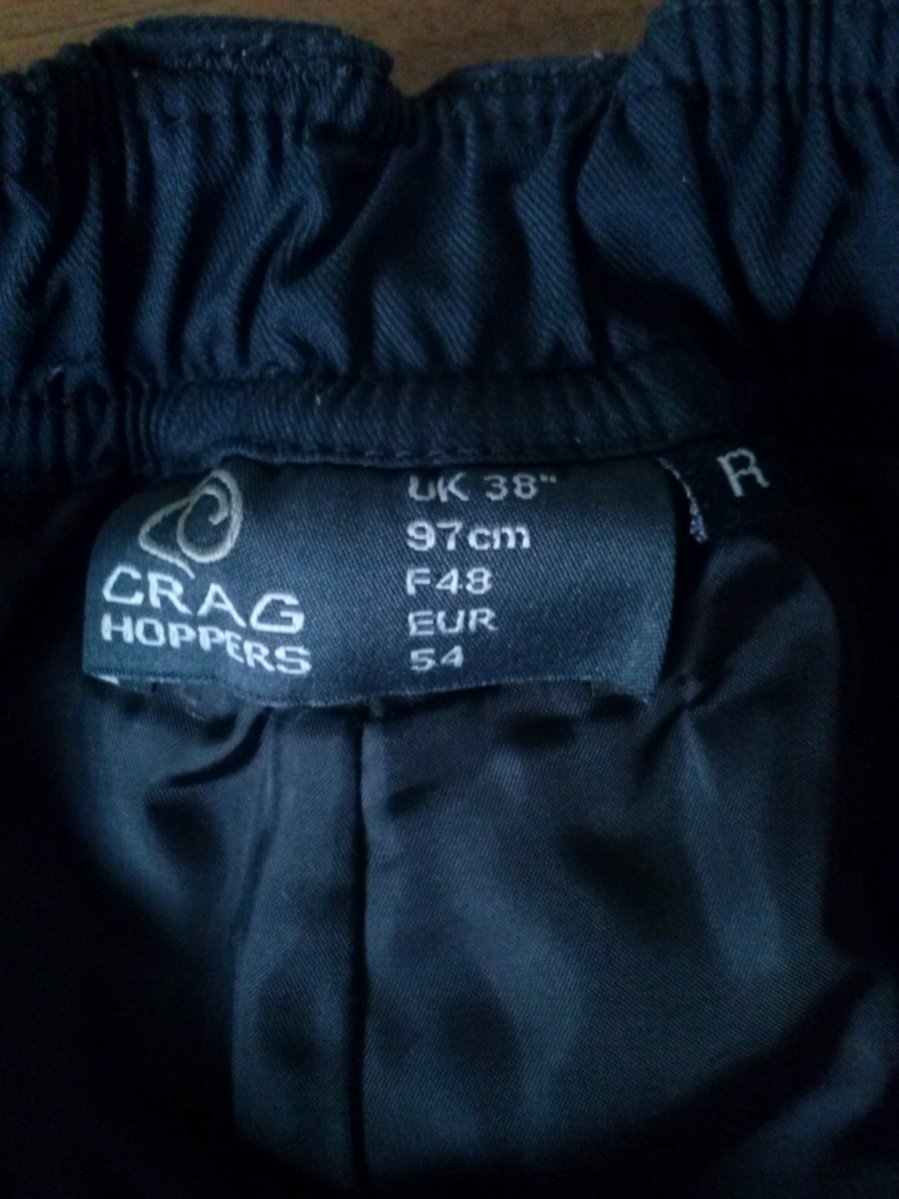 CRAG
HOPPERS
UK 38"
97cm
F48
EUR
54
R